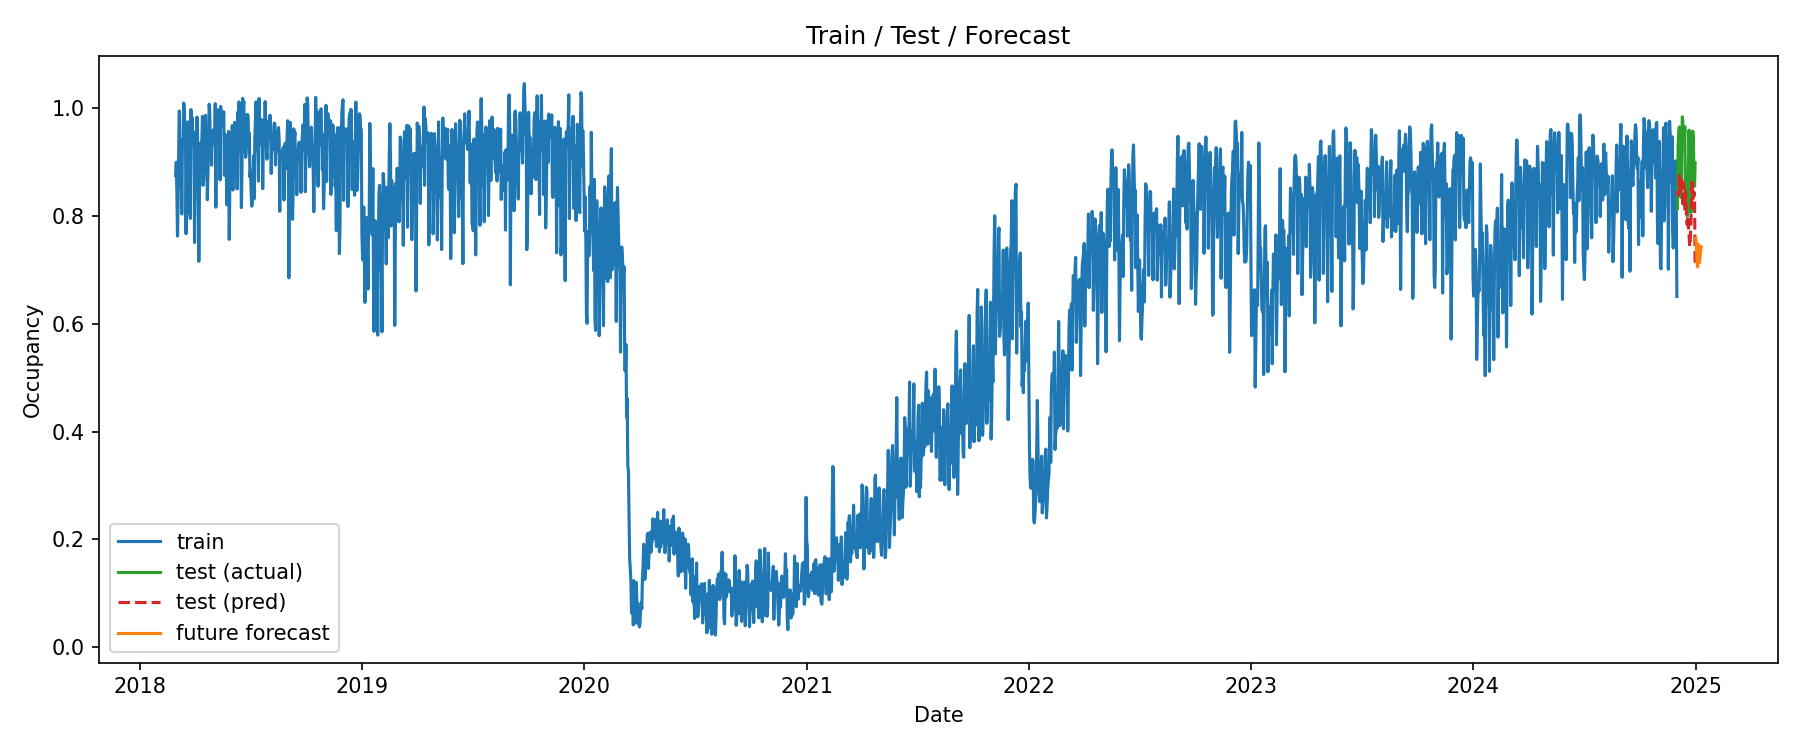 Train / Test / Forecast
Occupancy
1.0
0.8
0.6
0.4
0.2
0.0
train
test (actual)
test (pred)
future forecast
2018 2019 2020 2021 2022 2023 2024 2025
Date